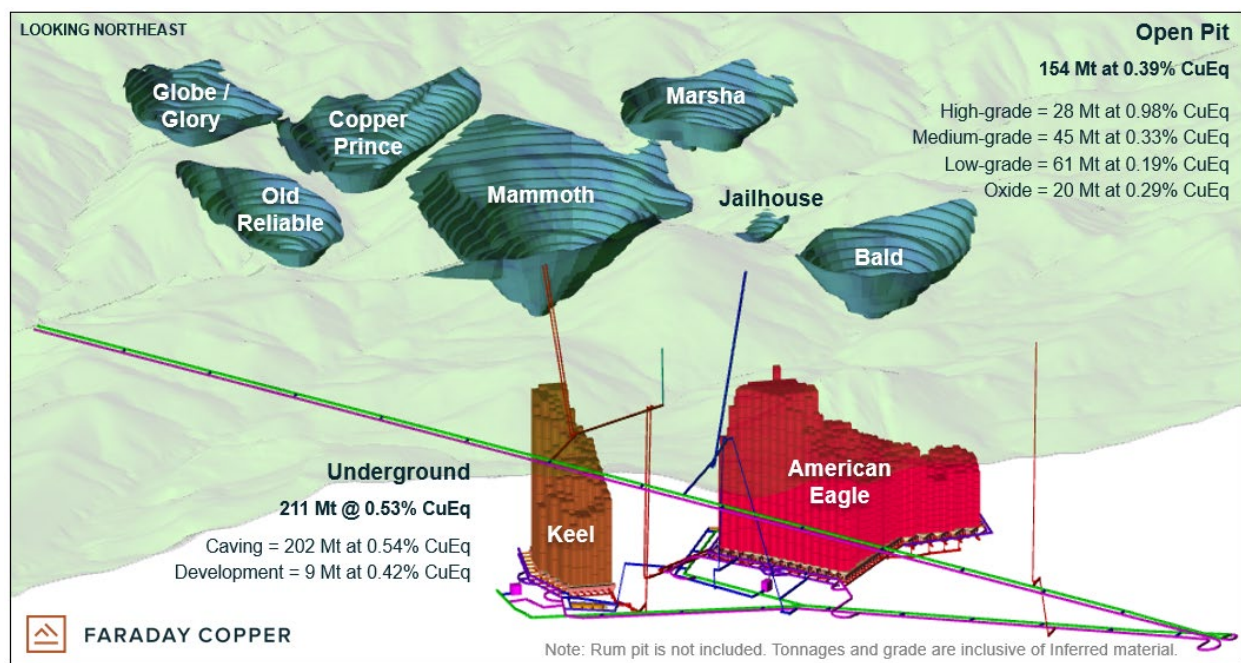 LOOKING NORTHEAST
Open Pit
154 Mt at 0.39% CuEq
High-grade = 28 Mt at 0.98% CuEq
Medium-grade = 45 Mt at 0.33% CuEq
Low-grade = 61 Mt at 0.19% CuEq
Oxide = 20 Mt at 0.29% CuEq
Globe /
Glory
Copper
Prince
Marsha
Old
Reliable
Mammoth
Jailhouse
Bald
Underground
211 Mt @ 0.53% CuEq
Caving = 202 Mt at 0.54% CuEq
Development = 9 Mt at 0.42% CuEq
Keel
American
Eagle
FARADAY COPPER
Note: Rum pit is not included. Tonnages and grade are inclusive of Inferred material.